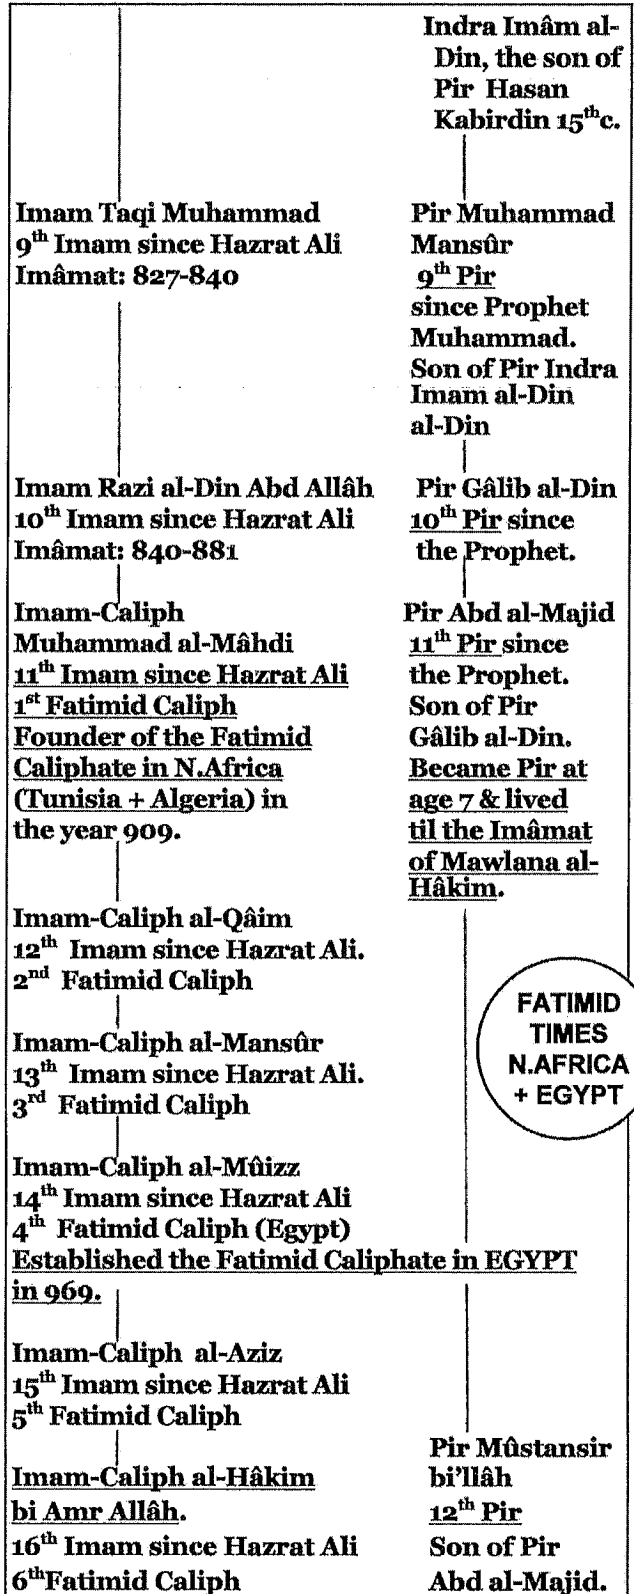 Indra Imâm al-
Din, the son of
Pir Hasan
Kabirdin 15th c.
Imam Taqi Muhammad
9th Imam since Hazrat Ali
Imâmat: 827-840
Pir Muhammad
Mansûr
9th Pir
since Prophet
Muhammad.
Son of Pir Indra
Imam al-Din
al-Din
Imam Razi al-Din Abd Allâh
10th Imam since Hazrat Ali
Imâmat: 840-881
Pir Gâlib al-Din
10th Pir since
the Prophet.
Imam-Caliph
Muhammad al-Mâhdi
11th Imam since Hazrat Ali
1st Fatimid Caliph
Founder of the Fatimid
Caliphate in N.Africa
(Tunisia + Algeria) in
the year 909.
Pir Abd al-Majid
11th Pir since
the Prophet.
Son of Pir
Gâlib al-Din.
Became Pir at
age 7 & lived
til the Imâmat
of Mawlana al-
Hâkim.
Imam-Caliph al-Qâim
12th Imam since Hazrat Ali.
2nd Fatimid Caliph
FATIMID
TIMES
N.AFRICA
+ EGYPT
Imam-Caliph al-Mansûr
13th Imam since Hazrat Ali.
3rd Fatimid Caliph
Imam-Caliph al-Mûizz
14th Imam since Hazrat Ali
4th Fatimid Caliph (Egypt)
Established the Fatimid Caliphate in EGYPT
in 969.
Imam-Caliph al-Aziz
15th Imam since Hazrat Ali
5th Fatimid Caliph
Imam-Caliph al-Hâkim
bi Amr Allâh.
16th Imam since Hazrat Ali
6th Fatimid Caliph
Pir Mûstansir
bi'llâh
12th Pir
Son of Pir
Abd al-Majid.